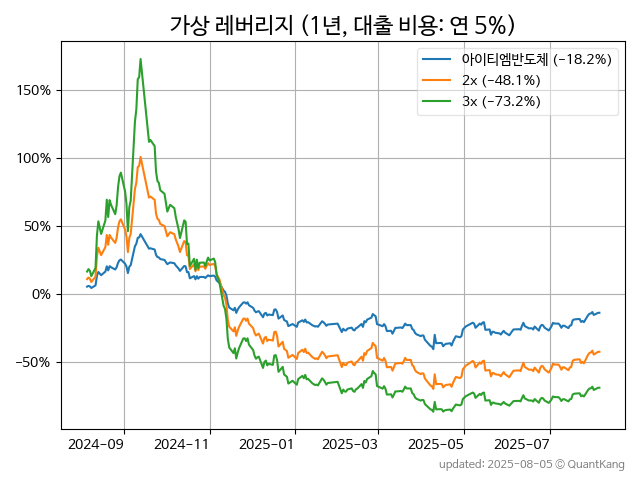 가상 레버리지 (1년, 대출 비용: 연 5%)
아이티엠반도체 (-18.2%)
2x (-48.1%)
3x (-73.2%)
150%
100%
50%
0%
-50%
2024-09 2024-11 2025-01 2025-03 2025-05 2025-07
updated: 2025-08-05 © QuantKang